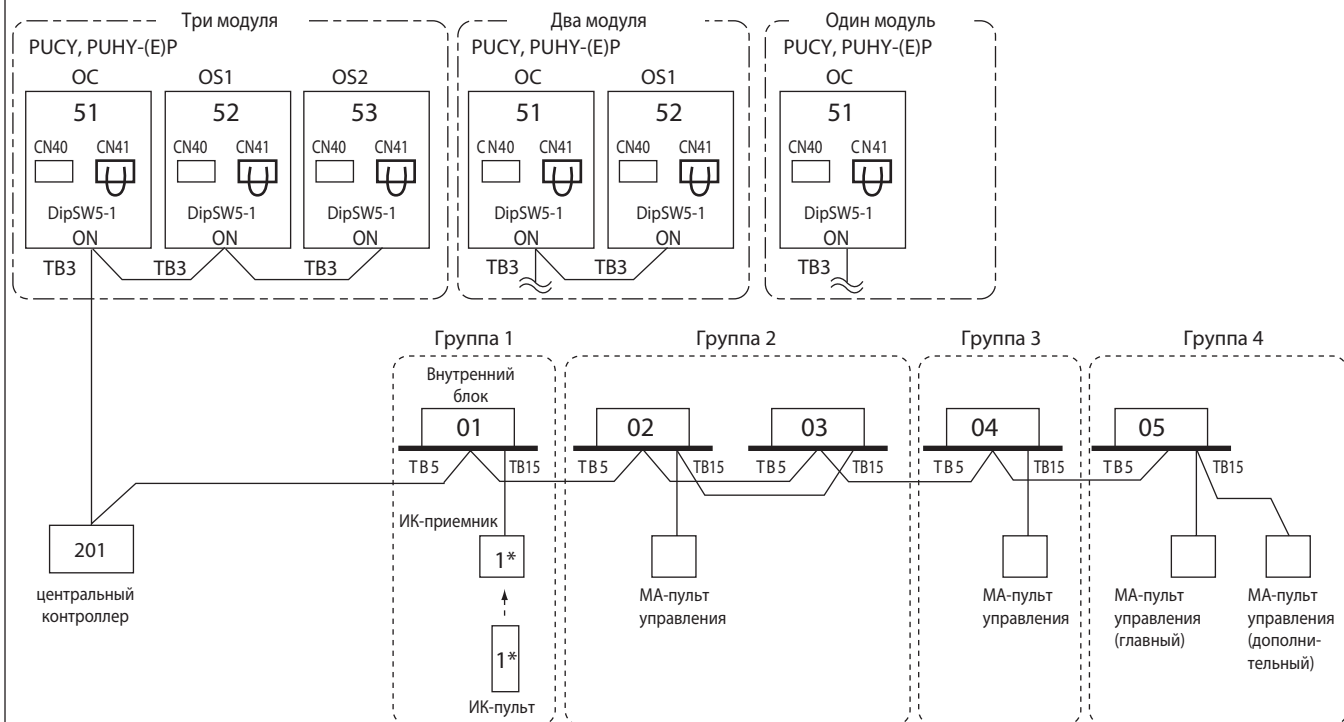 Три модуля
PUCY, PUHY-(E)P
OC OS1 OS2
51 52 53
CN40 CN41 CN40 CN41 CN40 CN41
DipSW5-1 DipSW5-1 DipSW5-1
ON ON ON
TB3 TB3 TB3
Два модуля
PUCY, PUHY-(E)P
OC OS1
51 52
CN40 CN41 CN40 CN41
DipSW5-1 DipSW5-1
ON ON
TB3 TB3
Один модуль
PUCY, PUHY-(E)P
OC
51
CN40 CN41
DipSW5-1
ON
TB3
201
центральный
контроллер
Группа 1
Внутренний
блок
01
TB5 TB15
ИК-приемник
1*
1*
ИК-пульт
Группа 2
02 03
TB5 TB15 TB5 TB15
МА-пульт
управления
Группа 3
04
TB5 TB15
МА-пульт
управления
Группа 4
05
TB5 TB15
МА-пульт
управления
(главный)
МА-пульт
управления
(дополни-
тельный)